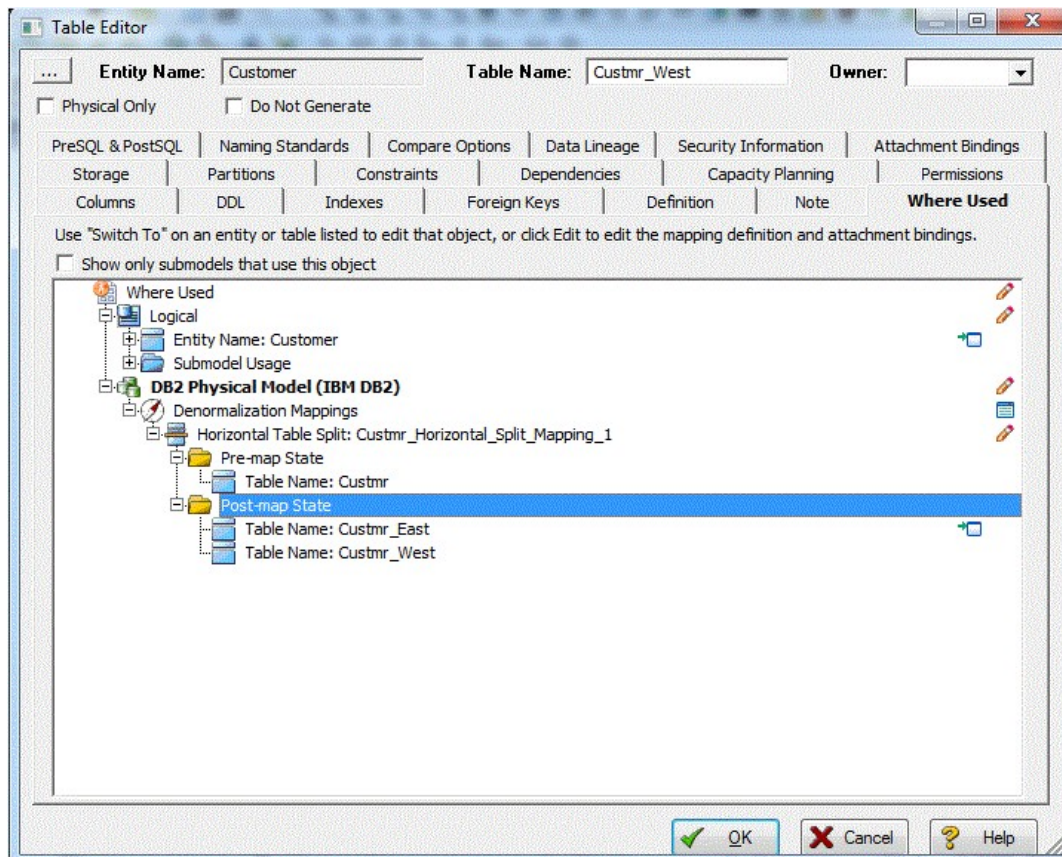 Table Editor
... Entity Name: Customer Table Name: Custmr_West Owner:
Physical Only Do Not Generate
PreSQL & PostSQL Naming Standards Compare Options Data Lineage Security Information Attachment Bindings
Storage Partitions Constraints Dependencies Capacity Planning Permissions
Columns DDL Indexes Foreign Keys Definition Note Where Used
Use "Switch To" on an entity or table listed to edit that object, or click Edit to edit the mapping definition and attachment bindings.
Show only submodels that use this object
Where Used
Logical
Entity Name: Customer
Submodel Usage
DB2 Physical Model (IBM DB2)
Denormalization Mappings
Horizontal Table Split: Custmr_Horizontal_Split_Mapping_1
Pre-map State
Table Name: Custmr
Post-map State
Table Name: Custmr_East
Table Name: Custmr_West
OK Cancel Help